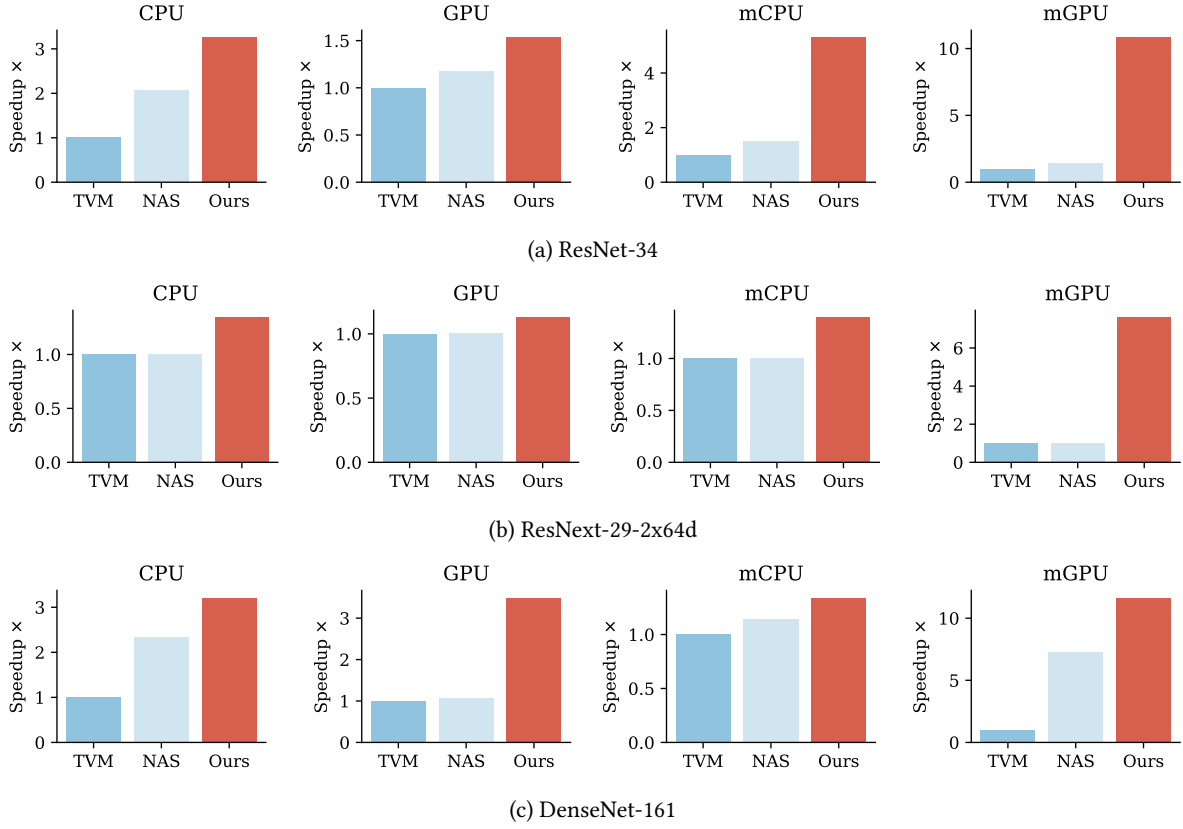 CPU GPU mCPU mGPU
Speedup × 3 2 1 0 Speedup × 1.5 1.0 0.5 0.0 Speedup × 4 2 0 Speedup × 10 5 0
TVM NAS Ours TVM NAS Ours TVM NAS Ours TVM NAS Ours
(a) ResNet-34
CPU GPU mCPU mGPU
Speedup × 1.0 0.5 0.0 Speedup × 1.0 0.5 0.0 Speedup × 1.0 0.5 0.0 Speedup × 6 4 2 0
TVM NAS Ours TVM NAS Ours TVM NAS Ours TVM NAS Ours
(b) ResNext-29-2x64d
CPU GPU mCPU mGPU
Speedup × 3 2 1 0 Speedup × 3 2 1 0 Speedup × 1.0 0.5 0.0 Speedup × 10 5 0
TVM NAS Ours TVM NAS Ours TVM NAS Ours TVM NAS Ours
(c) DenseNet-161